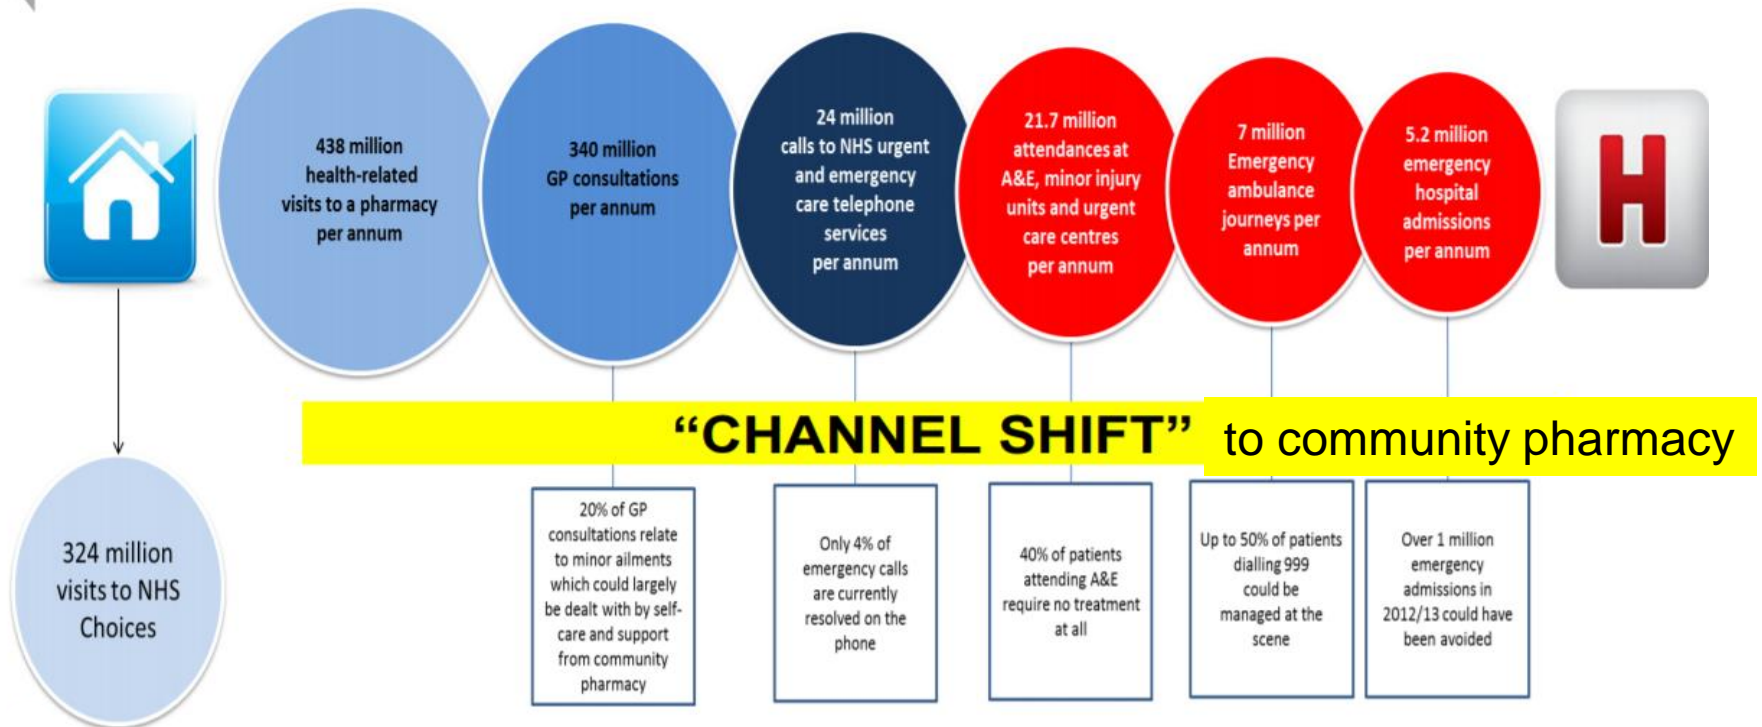 438 million
health-related
visits to a pharmacy
per annum
340 million
GP consultations
per annum
24 million
calls to NHS urgent
and emergency
care telephone
services
per annum
21.7 million
attendances at
A&E, minor injury
units and urgent
care centres
per annum
7 million
Emergency
ambulance
journeys per
annum
5.2 million
emergency
hospital
admissions
per annum
H
“CHANNEL SHIFT” to community pharmacy
324 million
visits to NHS
Choices
20% of GP
consultations relate
to minor ailments
which could largely
be dealt with by self-
care and support
from community
pharmacy
Only 4% of
emergency calls
are currently
resolved on the
phone
40% of patients
attending A&E
require no treatment
at all
Up to 50% of patients
dialling 999
could be
managed at the
scene
Over 1 million
emergency
admissions in
2012/13 could have
been avoided